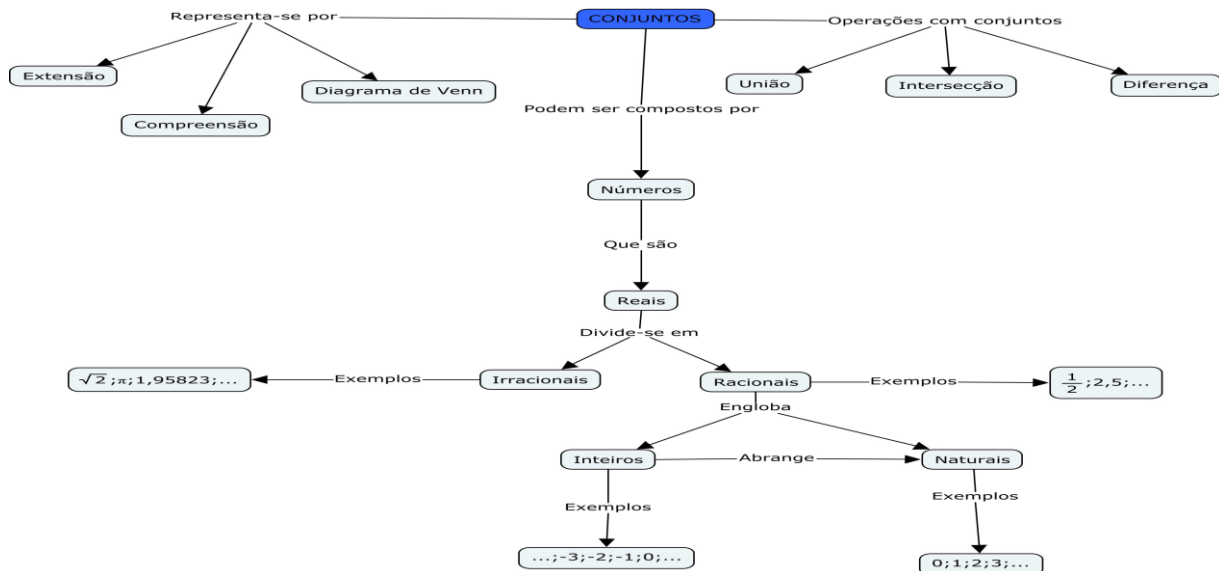 Representa-se por
CONJUNTOS
Operações com conjuntos
Extensão
Compreensão
Diagrama de Venn
União
Intersecção
Diferença
Podem ser compostos por
Números
Que são
Reais
Divide-se em
√2;π;1,95823;...
Exemplos
Irracionais
Racionais
Exemplos
1/2;2,5;...
Engloba
Inteiros
Abrange
Naturais
Exemplos
Exemplos
...;-3;-2;-1;0;...
0;1;2;3;...